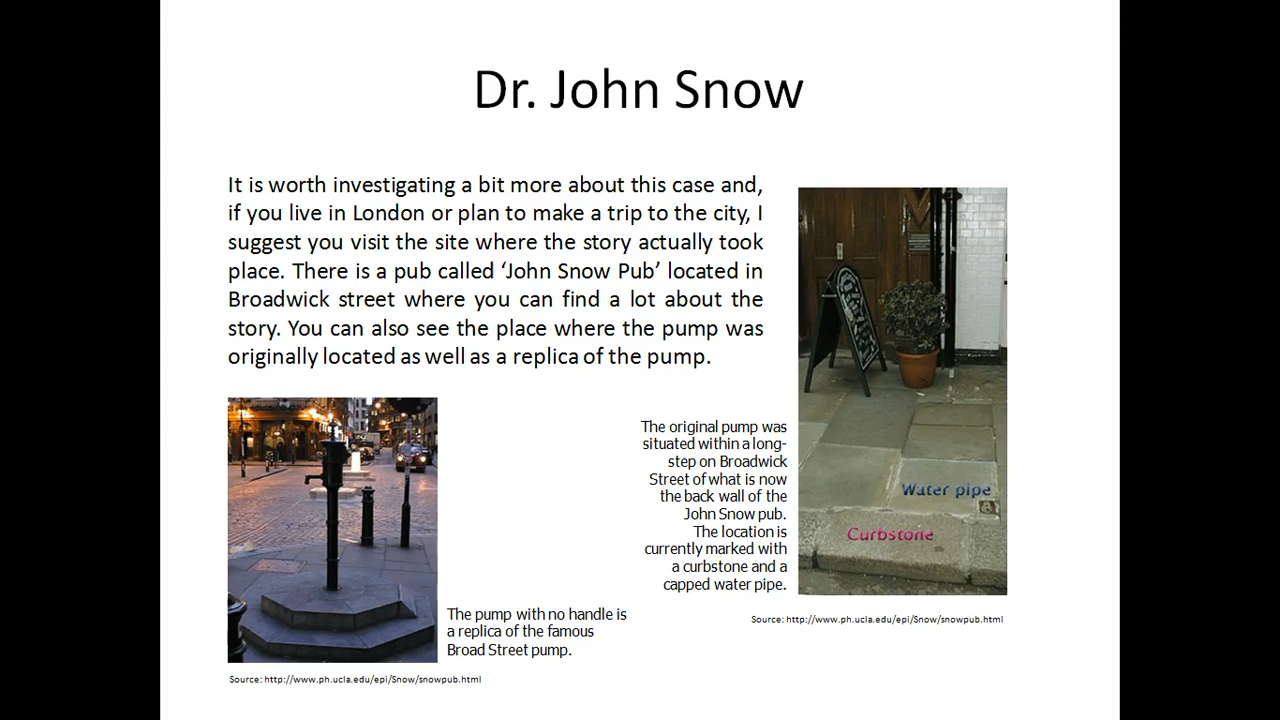 Dr. John Snow
It is worth investigating a bit more about this case and,
if you live in London or plan to make a trip to the city, I
suggest you visit the site where the story actually took
place. There is a pub called ‘John Snow Pub’ located in
Broadwick street where you can find a lot about the
story. You can also see the place where the pump was
originally located as well as a replica of the pump.
The original pump was
situated within a long-
step on Broadwick
Street of what is now
the back wall of the
John Snow pub.
The location is
currently marked with
a curbstone and a
capped water pipe.
Water pipe
Curbstone
Source: http://www.ph.ucla.edu/epi/Snow/snowpub.html
The pump with no handle is
a replica of the famous
Broad Street pump.
Source: http://www.ph.ucla.edu/epi/Snow/snowpub.html